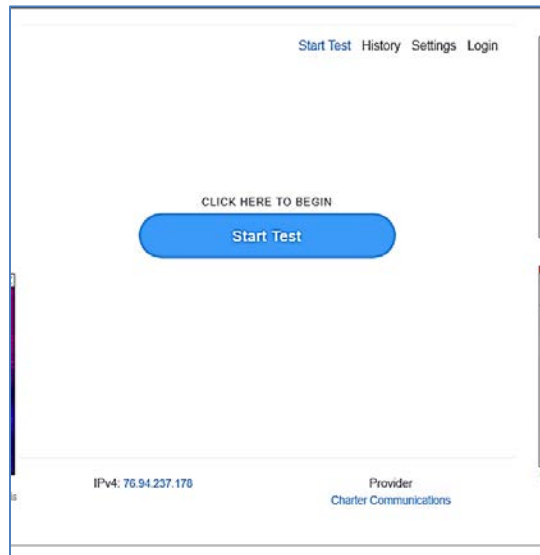 Start Test History Settings Login
CLICK HERE TO BEGIN
Start Test
IPv4: 76.94.237.178
Provider
Charter Communications